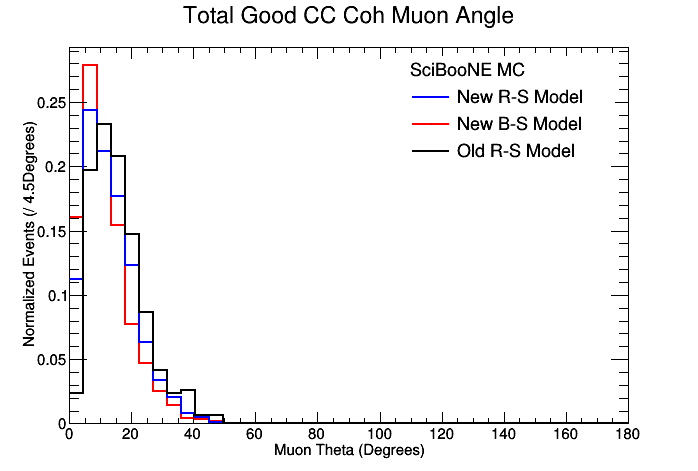 Total Good CC Coh Muon Angle
SciBooNE MC
New R-S Model
New B-S Model
Old R-S Model
Normalized Events (/ 4.5Degrees)
0.25
0.2
0.15
0.1
0.05
0
0 20 40 60 80 100 120 140 160 180
Muon Theta (Degrees)